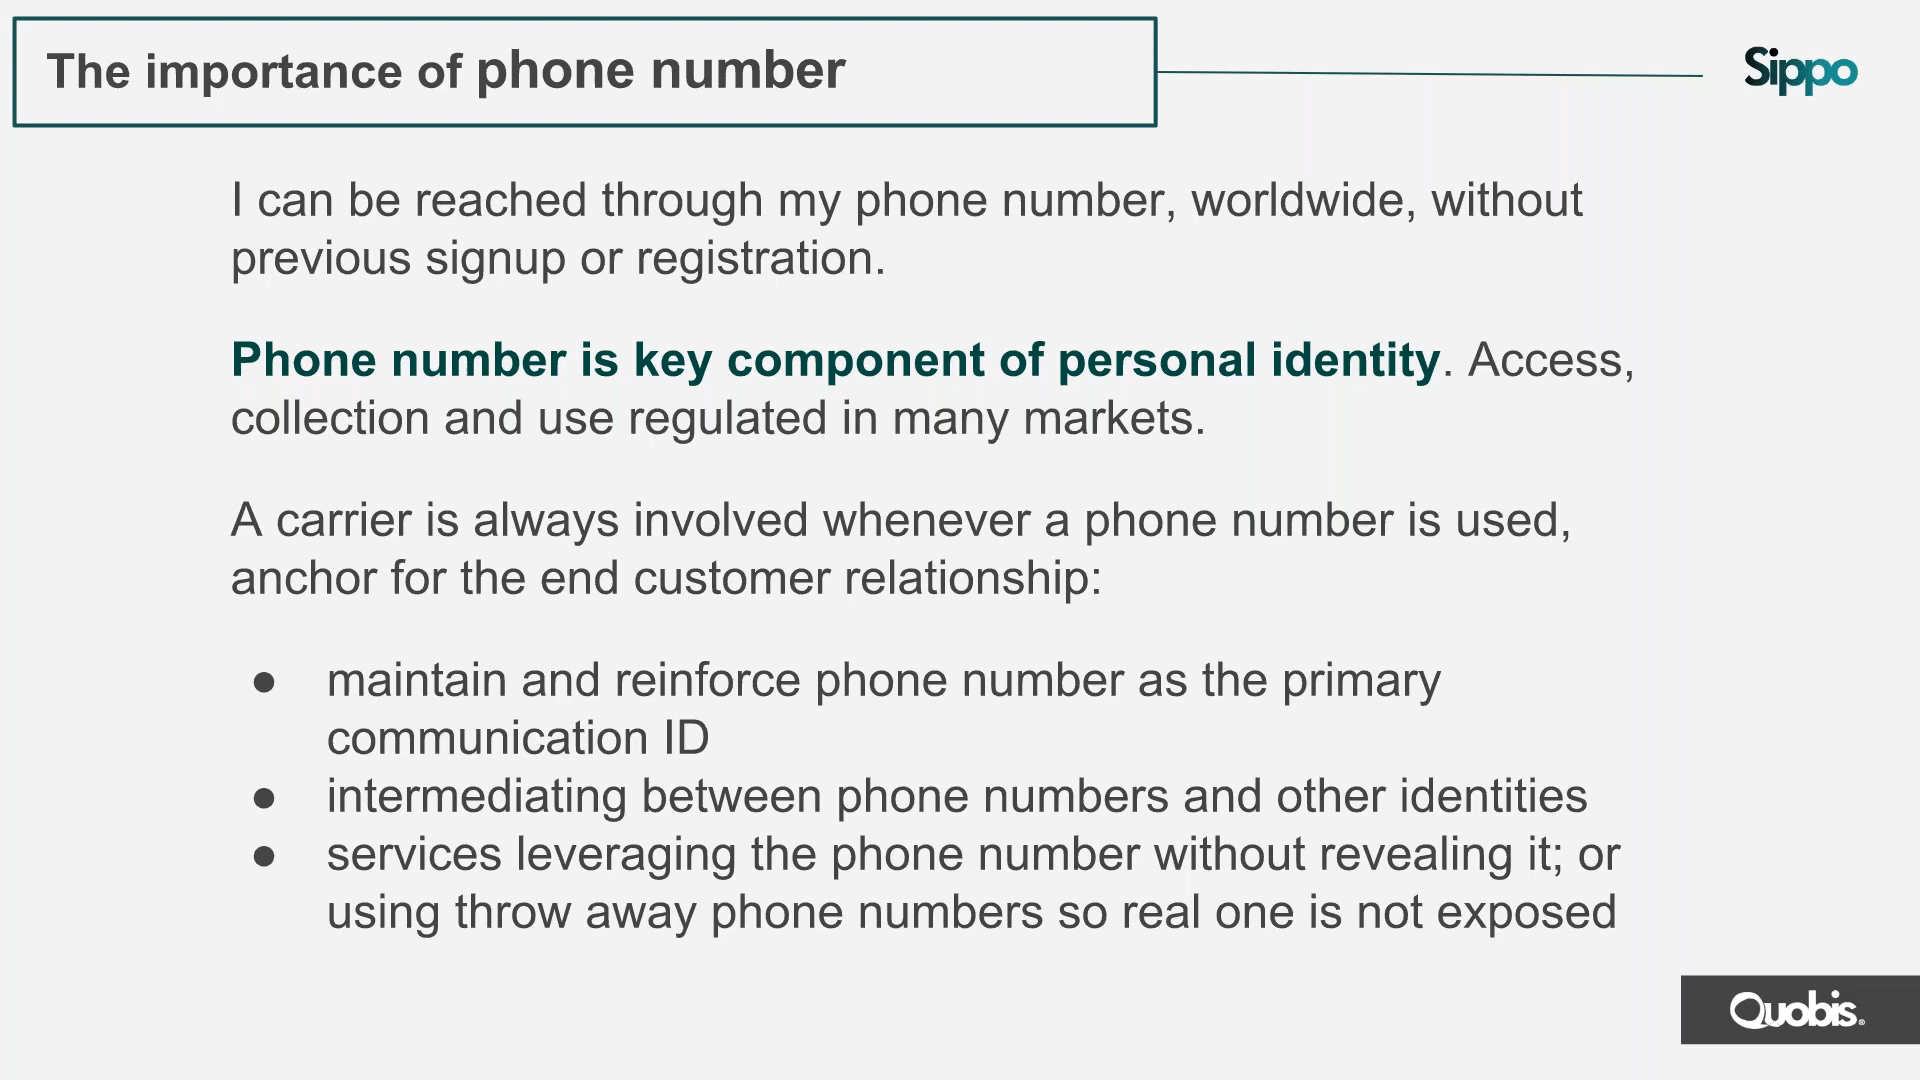 The importance of phone number
Sippo
I can be reached through my phone number, worldwide, without
previous signup or registration.
Phone number is key component of personal identity. Access,
collection and use regulated in many markets.
A carrier is always involved whenever a phone number is used,
anchor for the end customer relationship:
● maintain and reinforce phone number as the primary
communication ID
● intermediating between phone numbers and other identities
● services leveraging the phone number without revealing it; or
using throw away phone numbers so real one is not exposed
Quobis®